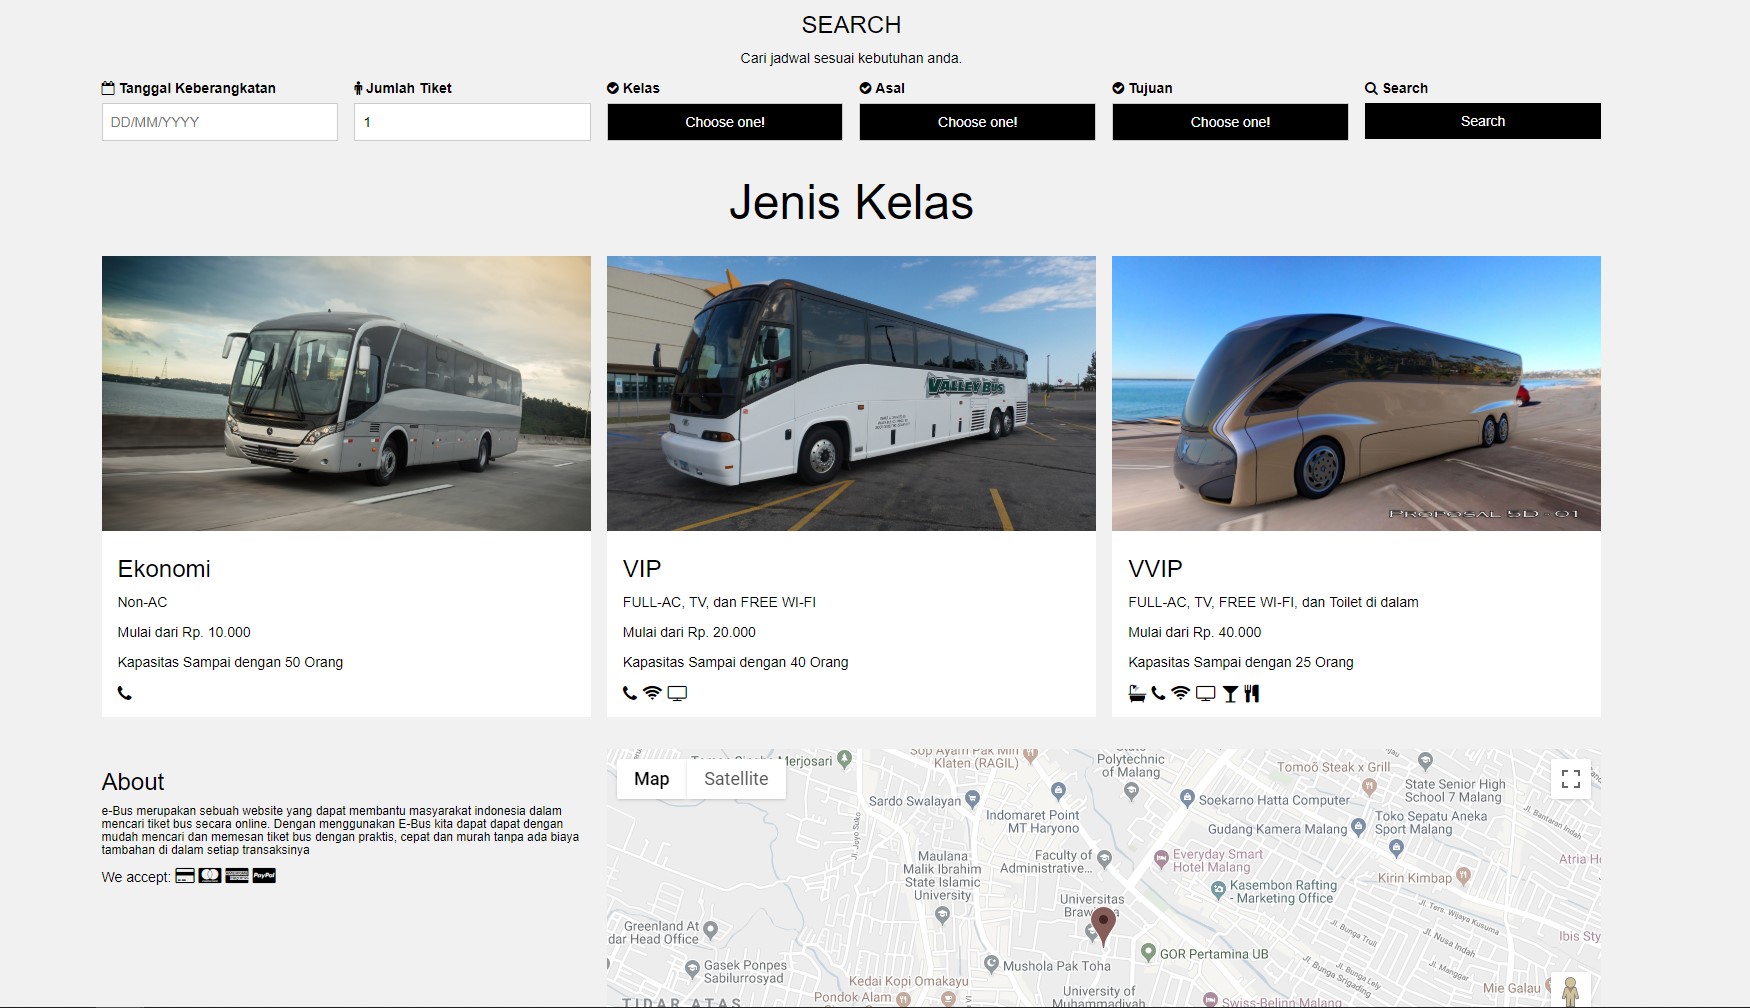 SEARCH
Cari jadwal sesuai kebutuhan anda.
Tanggal Keberangkatan
Jumlah Tiket
Kelas
Asal
Tujuan
Search
DD/MM/YYYY
1
Choose one!
Choose one!
Choose one!
Search
Jenis Kelas
VALLEY BUS
PROPOSAL 5D - 01
Ekonomi
Non-AC
Mulai dari Rp. 10.000
Kapasitas Sampai dengan 50 Orang
VIP
FULL-AC, TV, dan FREE WI-FI
Mulai dari Rp. 20.000
Kapasitas Sampai dengan 40 Orang
VVIP
FULL-AC, TV, FREE WI-FI, dan Toilet di dalam
Mulai dari Rp. 40.000
Kapasitas Sampai dengan 25 Orang
About
e-Bus merupakan sebuah website yang dapat membantu masyarakat indonesia dalam
mencari tiket bus secara online. Dengan menggunakan E-Bus kita dapat dapat dengan
mudah mencari dan memesan tiket bus dengan praktis, cepat dan murah tanpa ada biaya
tambahan di dalam setiap transaksinya
We accept:
PayPal
Map
Satellite
Merjosari
Sop Ayam Pak Min
Klaten (RAGIL)
State
Polytechnic
of Malang
Tomoō Steak x Grill
State Senior High
School 7 Malang
Sardo Swalayan
Indomaret Point
MT Haryono
Soekarno Hatta Computer
Gudang Kamera Malang
Toko Sepatu Aneka
Sport Malang
Jl. Bantaran Indah
Jl. Joyo Suko
Maulana
Malik Ibrahim
State Islamic
University
Faculty of
Administrative...
Everyday Smart
Hotel Malang
Atria H
Kirin Kimbap
Kasembon Rafting
- Marketing Office
Universitas
Brawijaya
Jl. Ters. Wijaya Kusuma
Greenland At
dar Head Office
Ibis Sty
GOR Pertamina UB
Jl. Bunga Truli
Jl. Nusa Indah
Jl. Manggar
Gasek Ponpes
Sabilurrosyad
Mushola Pak Toha
Jl. Bunga Lely
Jl. Bunga Srigading
Kedai Kopi Omakayu
Pondok Alam
University of
Muhammadiyah
Swiss-Belinn Malang
Mie Galau
TIDAR ATAS